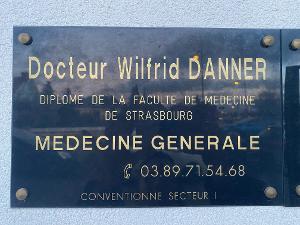 Docteur Wilfrid DANNER
DIPLOME DE LA FACULTE DE MEDECINE
DE STRASBOURG
MEDECINE GENERALE
✆ 03.89.71.54.68
CONVENTIONNE SECTEUR I